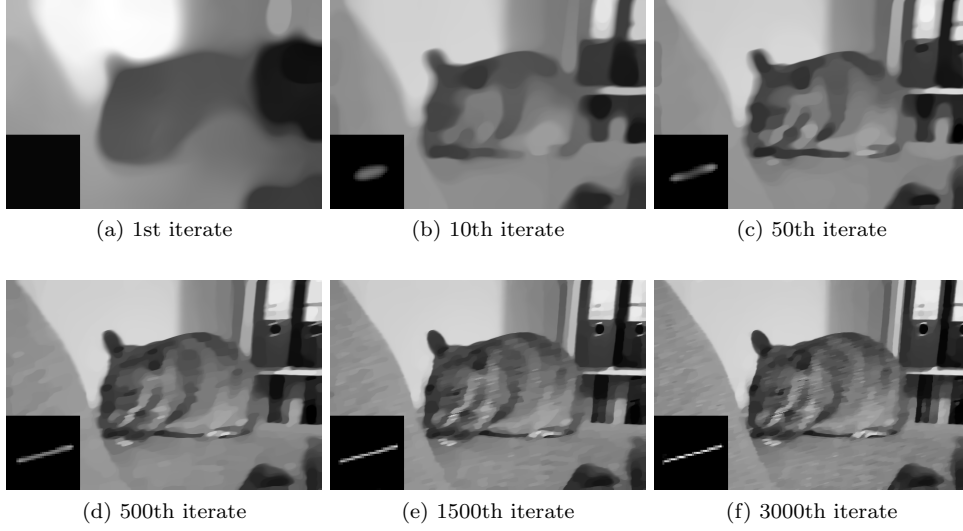 (a) 1st iterate
(b) 10th iterate
(c) 50th iterate
(d) 500th iterate
(e) 1500th iterate
(f) 3000th iterate